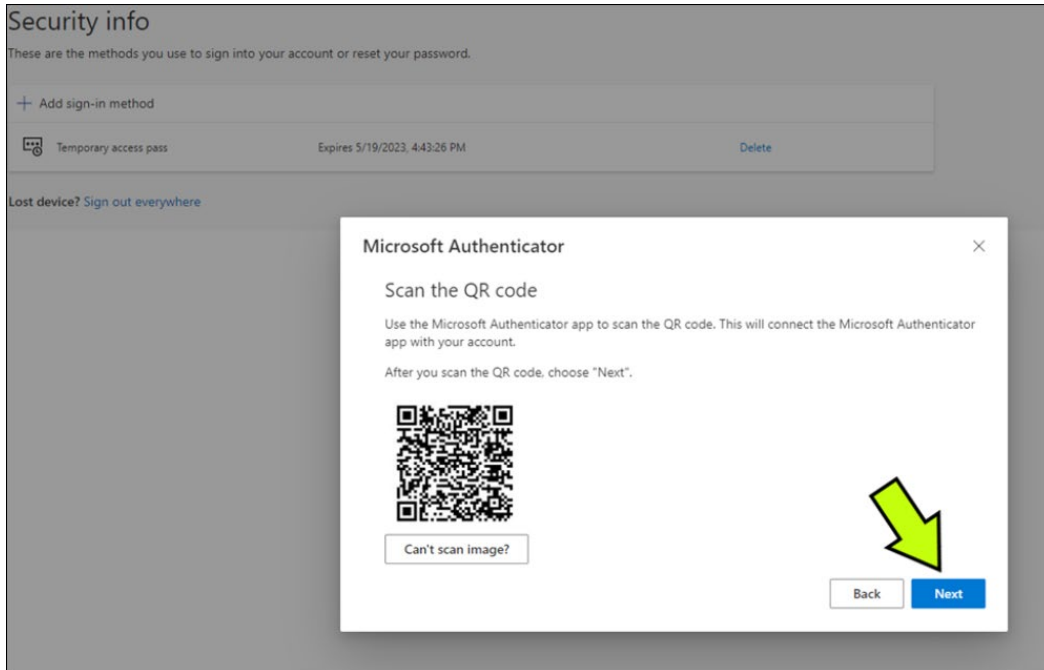 Security info
These are the methods you use to sign into your account or reset your password.
+ Add sign-in method
Temporary access pass Expires 5/19/2023, 4:43:26 PM Delete
Lost device? Sign out everywhere
Microsoft Authenticator
Scan the QR code
Use the Microsoft Authenticator app to scan the QR code. This will connect the Microsoft Authenticator
app with your account.
After you scan the QR code, choose "Next".
Can't scan image?
Back Next